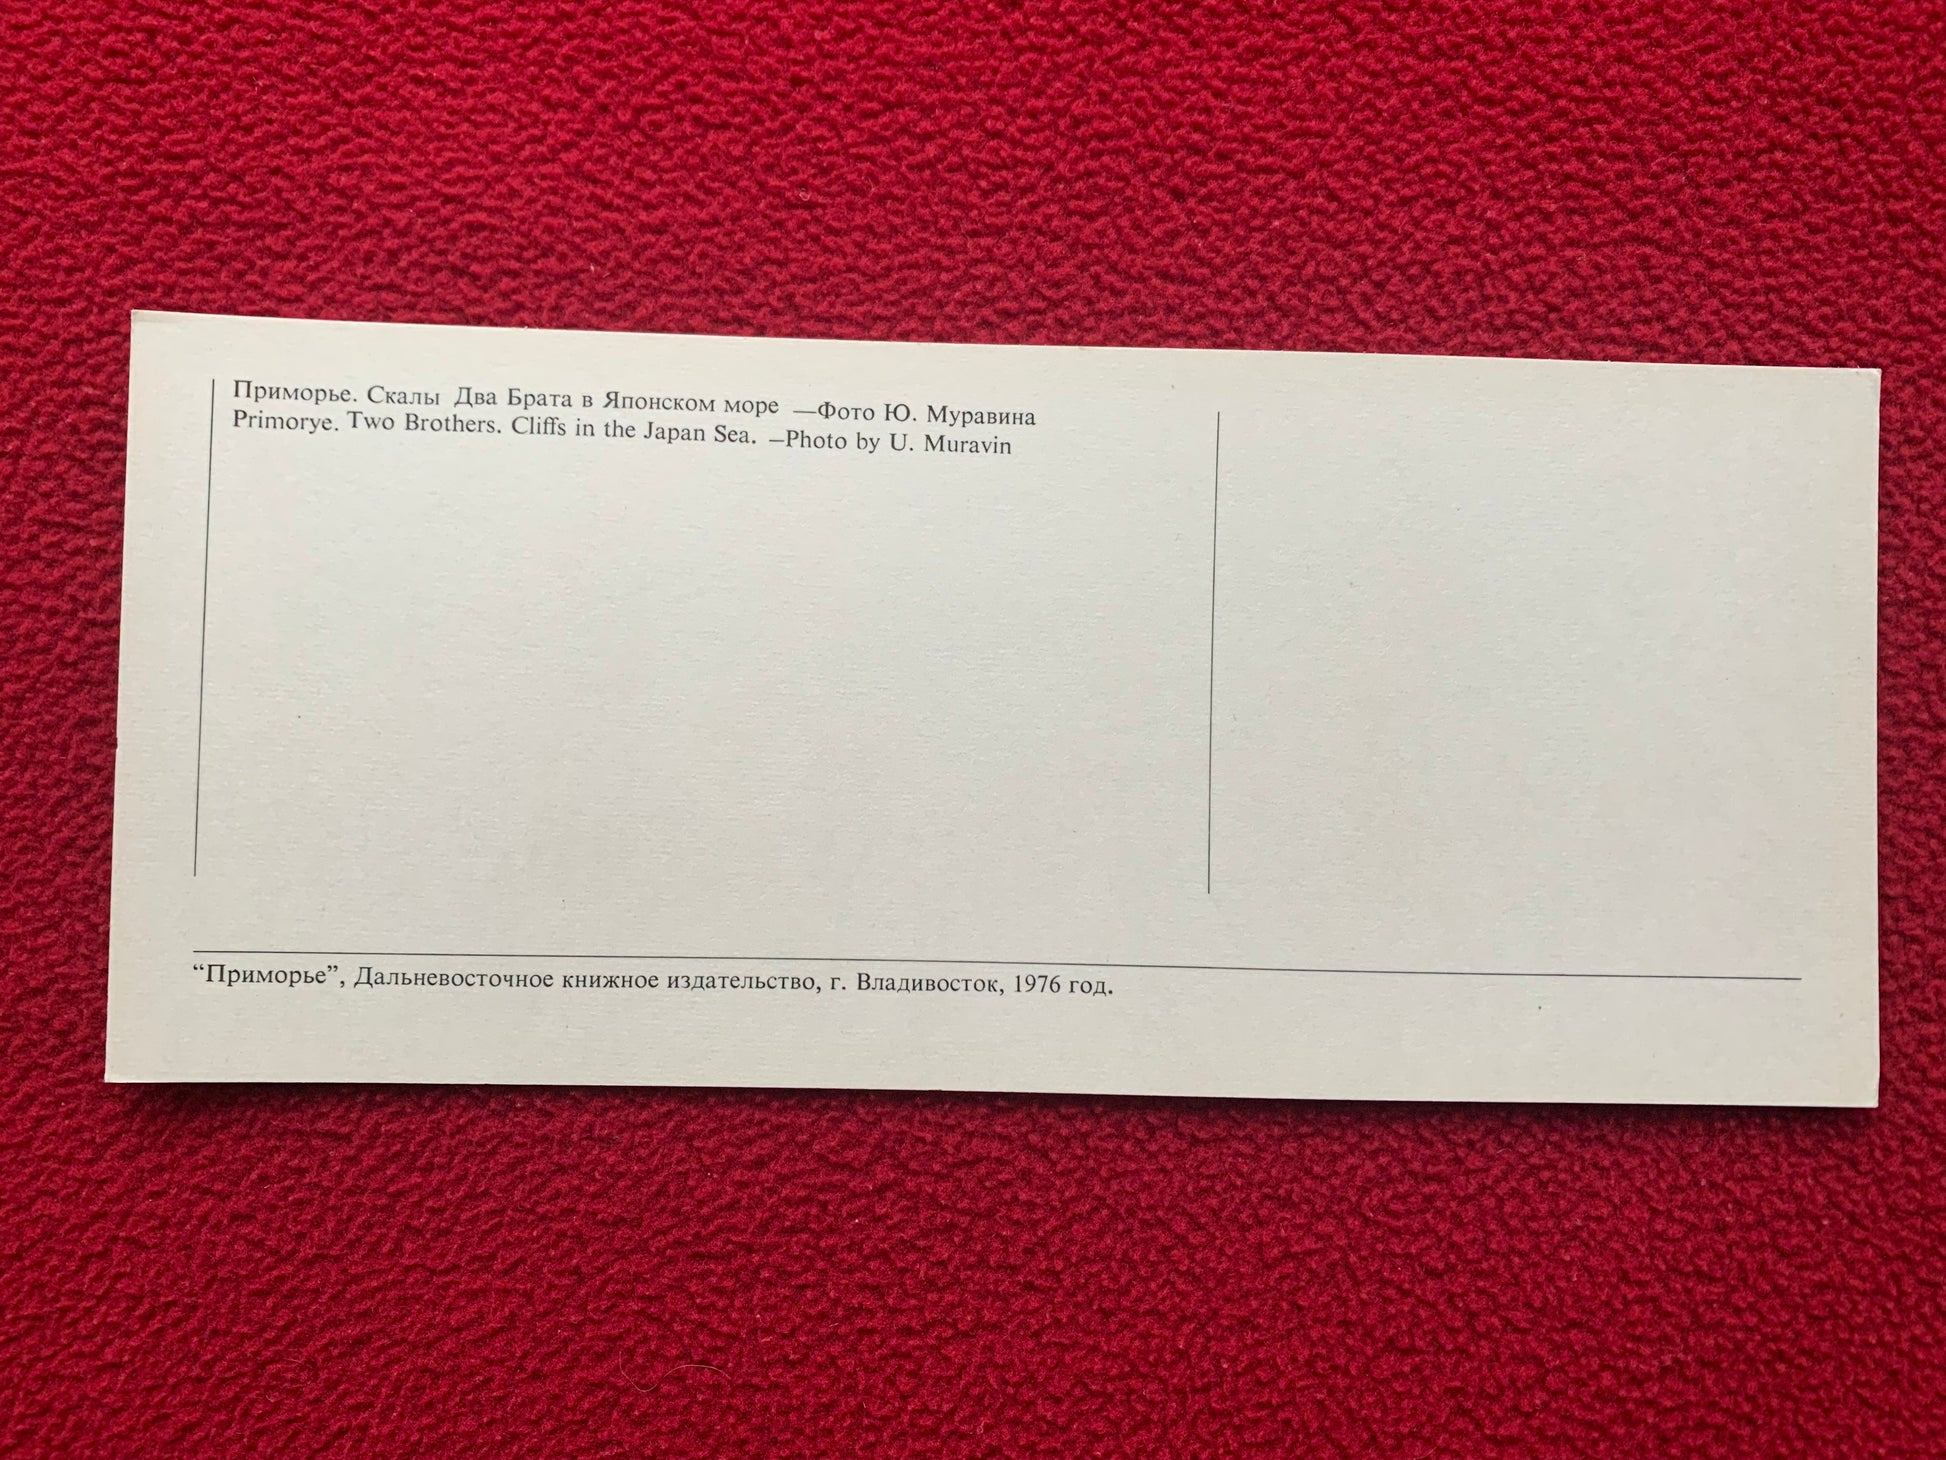 Приморье. Скалы Два Брата в Японском море —Фото Ю. Муравина
Primorye. Two Brothers. Cliffs in the Japan Sea. —Photo by U. Muravin
“Приморье”, Дальневосточное книжное издательство, г. Владивосток, 1976 год.